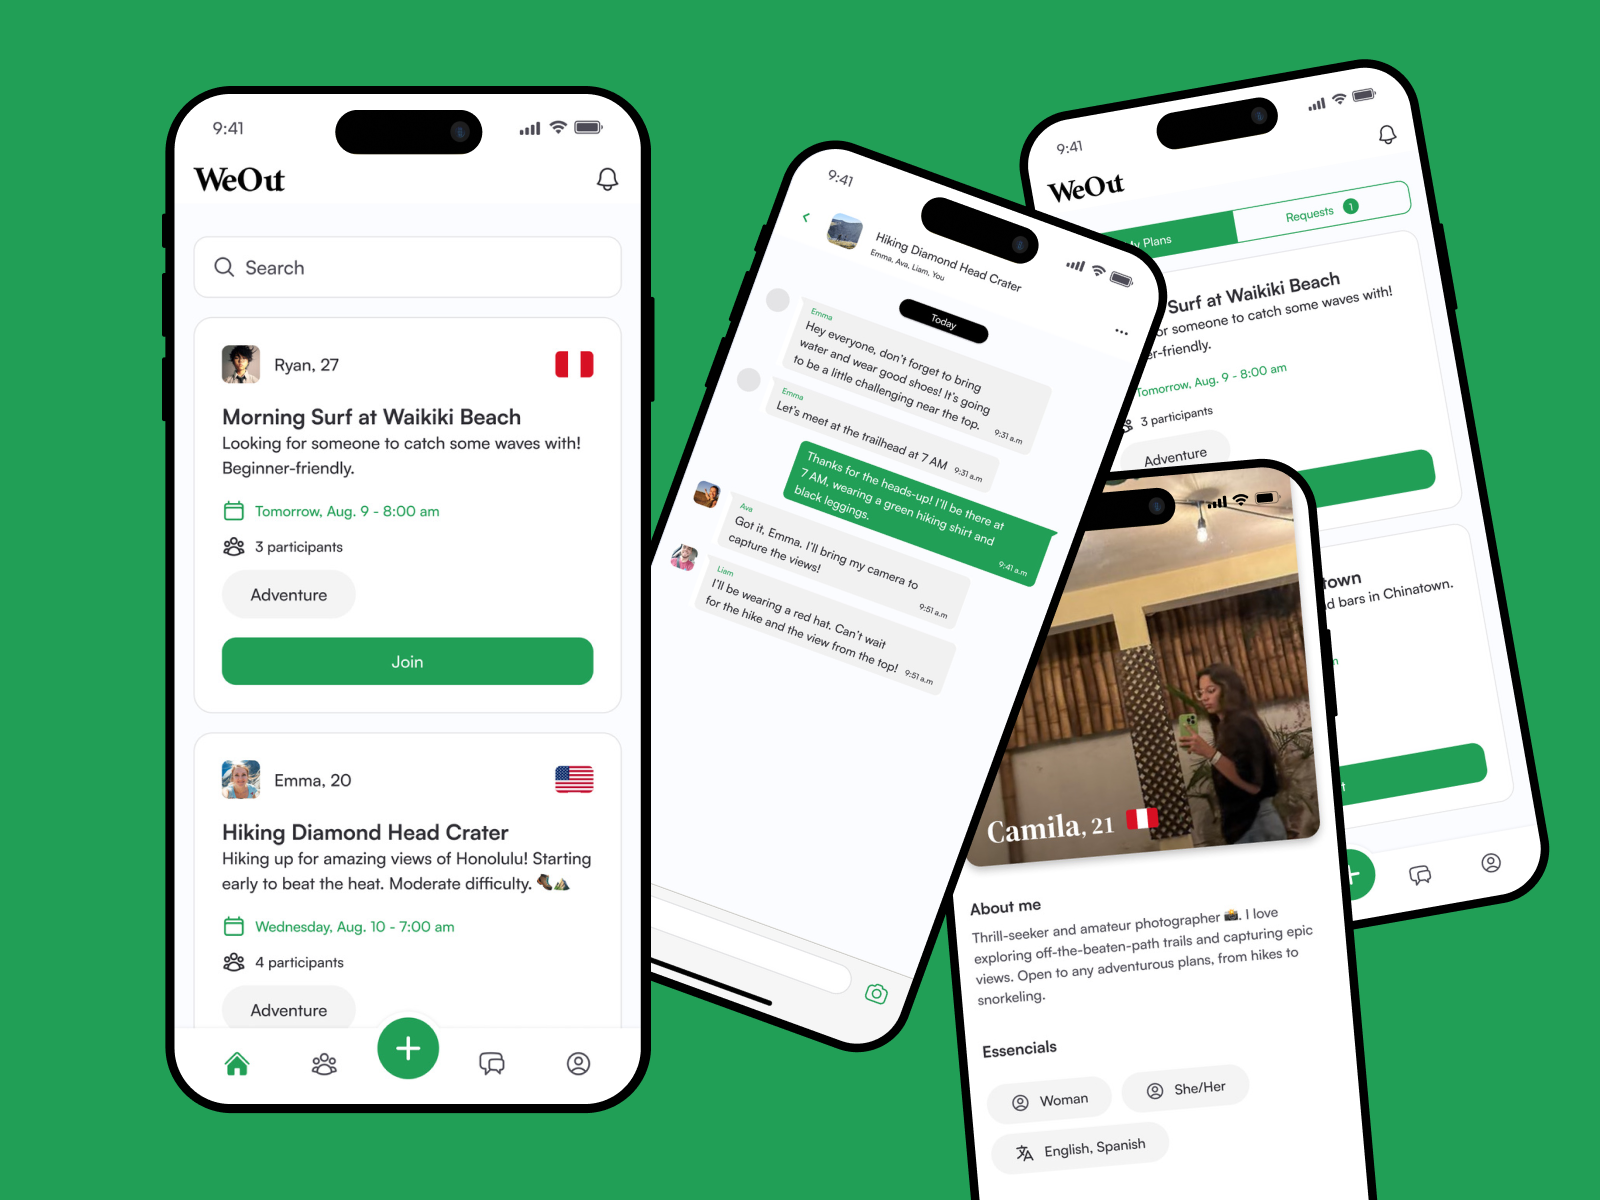 9:41
WeOut
Search
Ryan, 27
Morning Surf at Waikiki Beach
Looking for someone to catch some waves with!
Beginner-friendly.
Tomorrow, Aug. 9 - 8:00 am
3 participants
Adventure
Join
Emma, 20
Hiking Diamond Head Crater
Hiking up for amazing views of Honolulu! Starting
early to beat the heat. Moderate difficulty. 🥾⛰️
Wednesday, Aug. 10 - 7:00 am
4 participants
Adventure
9:41
Hiking Diamond Head Crater
Emma, Ava, Liam, You
Today
Emma
Hey everyone, don't forget to bring
water and wear good shoes! It's going
to be a little challenging near the top.
9:31 a.m
Emma
Let's meet at the trailhead at 7 AM
9:31 a.m
Thanks for the heads-up! I'll be there at
7 AM, wearing a green hiking shirt and
black leggings.
9:41 a.m
Ava
Got it, Emma. I'll bring my camera to
capture the views!
9:51 a.m
Liam
I'll be wearing a red hat. Can't wait
for the hike and the view from the top!
9:51 a.m
9:41
WeOut
Plans
Requests 1
Surf at Waikiki Beach
or someone to catch some waves with!
er-friendly.
Tomorrow, Aug. 9 - 8:00 am
3 participants
Adventure
town
d bars in Chinatown.
Camila, 21
About me
Thrill-seeker and amateur photographer 📸. I love
exploring off-the-beaten-path trails and capturing epic
views. Open to any adventurous plans, from hikes to
snorkeling.
Essencials
Woman
She/Her
English, Spanish